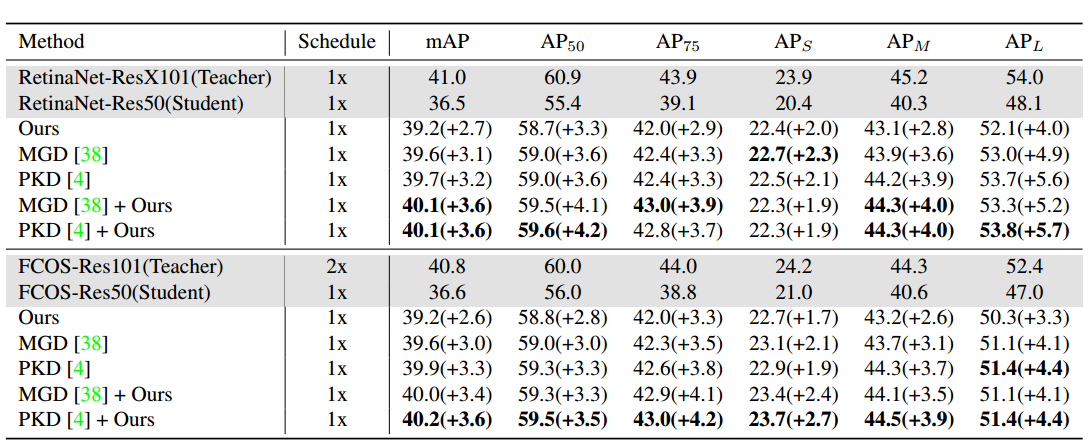 Method Schedule mAP AP50 AP75 APS APM APL
RetinaNet-ResX101(Teacher) 1x 41.0 60.9 43.9 23.9 45.2 54.0
RetinaNet-Res50(Student) 1x 36.5 55.4 39.1 20.4 40.3 48.1
Ours 1x 39.2(+2.7) 58.7(+3.3) 42.0(+2.9) 22.4(+2.0) 43.1(+2.8) 52.1(+4.0)
MGD [38] 1x 39.6(+3.1) 59.0(+3.6) 42.4(+3.3) 22.7(+2.3) 43.9(+3.6) 53.0(+4.9)
PKD [4] 1x 39.7(+3.2) 59.0(+3.6) 42.4(+3.3) 22.5(+2.1) 44.2(+3.9) 53.7(+5.6)
MGD [38] + Ours 1x 40.1(+3.6) 59.5(+4.1) 43.0(+3.9) 22.3(+1.9) 44.3(+4.0) 53.3(+5.2)
PKD [4] + Ours 1x 40.1(+3.6) 59.6(+4.2) 42.8(+3.7) 22.3(+1.9) 44.3(+4.0) 53.8(+5.7)
FCOS-Res101(Teacher) 2x 40.8 60.0 44.0 24.2 44.3 52.4
FCOS-Res50(Student) 1x 36.6 56.0 38.8 21.0 40.6 47.0
Ours 1x 39.2(+2.6) 58.8(+2.8) 42.0(+3.3) 22.7(+1.7) 43.2(+2.6) 50.3(+3.3)
MGD [38] 1x 39.6(+3.0) 59.0(+3.0) 42.3(+3.5) 23.1(+2.1) 43.7(+3.1) 51.1(+4.1)
PKD [4] 1x 39.9(+3.3) 59.3(+3.3) 42.6(+3.8) 22.9(+1.9) 44.3(+3.7) 51.4(+4.4)
MGD [38] + Ours 1x 40.0(+3.4) 59.3(+3.3) 42.9(+4.1) 23.4(+2.4) 44.1(+3.5) 51.1(+4.1)
PKD [4] + Ours 1x 40.2(+3.6) 59.5(+3.5) 43.0(+4.2) 23.7(+2.7) 44.5(+3.9) 51.4(+4.4)